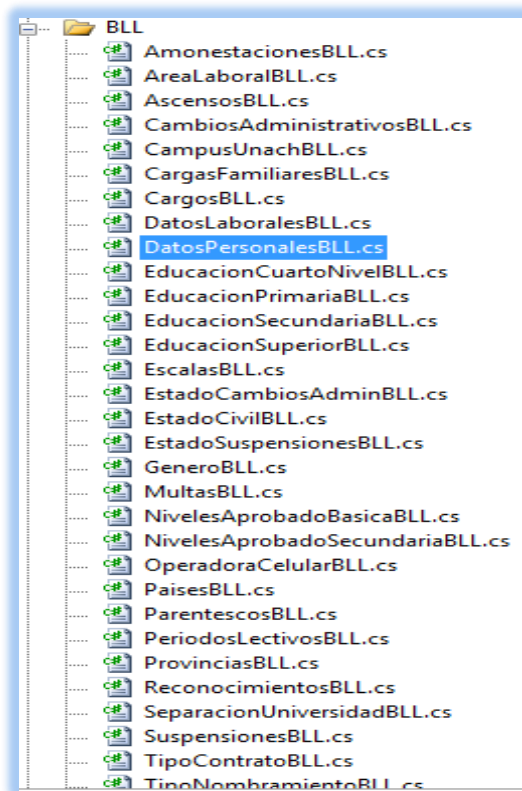 BLL
AmonestacionesBLL.cs
AreaLaboralBLL.cs
AscensosBLL.cs
CambiosAdministrativosBLL.cs
CampusUnachBLL.cs
CargasFamiliaresBLL.cs
CargosBLL.cs
DatosLaboralesBLL.cs
DatosPersonalesBLL.cs
EducacionCuartoNivelBLL.cs
EducacionPrimariaBLL.cs
EducacionSecundariaBLL.cs
EducacionSuperiorBLL.cs
EscalasBLL.cs
EstadoCambiosAdminBLL.cs
EstadoCivilBLL.cs
EstadoSuspensionesBLL.cs
GeneroBLL.cs
MultasBLL.cs
NivelesAprobadoBasicaBLL.cs
NivelesAprobadoSecundariaBLL.cs
OperadoraCelularBLL.cs
PaisesBLL.cs
ParentescosBLL.cs
PeriodosLectivosBLL.cs
ProvinciasBLL.cs
ReconocimientosBLL.cs
SeparacionUniversidadBLL.cs
SuspensionesBLL.cs
TipoContratoBLL.cs
TipoNombramientoBLL.cs